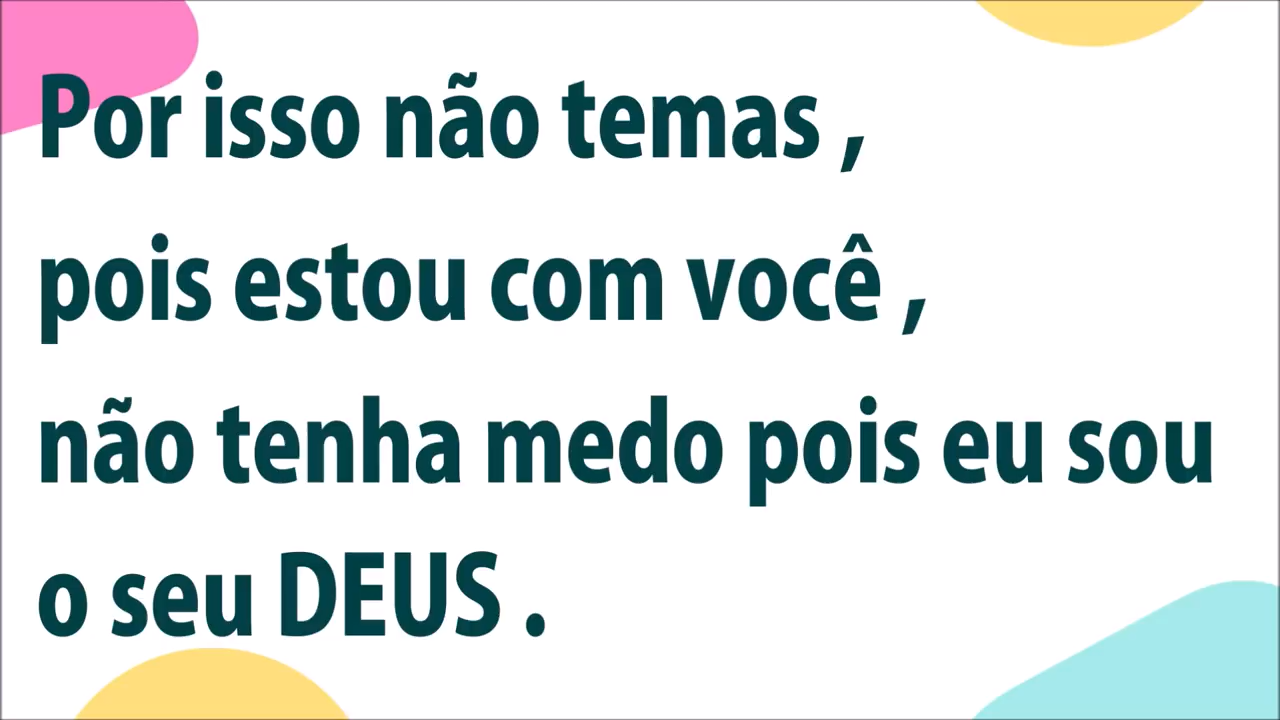 Por isso não temas ,
pois estou com você ,
não tenha medo pois eu sou
o seu DEUS .